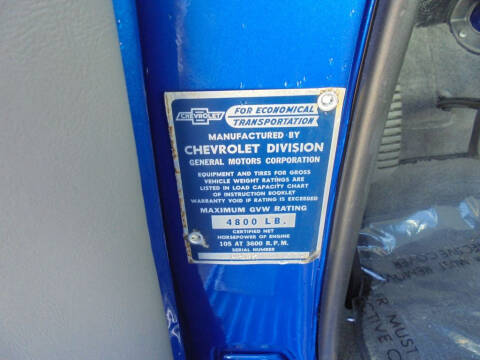 CHEVROLET
FOR ECONOMICAL
TRANSPORTATION
MANUFACTURED BY
CHEVROLET DIVISION
GENERAL MOTORS CORPORATION
EQUIPMENT AND TIRES FOR GROSS
VEHICLE WEIGHT RATINGS ARE
LISTED IN LOAD CAPACITY CHART
OF INSTRUCTION BOOKLET
WARRANTY VOID IF RATING IS EXCEEDED
MAXIMUM GVW RATING
4800 LB.
CERTIFIED NET
HORSEPOWER OF ENGINE
105 AT 3600 R.P.M.
SERIAL NUMBER
MUST